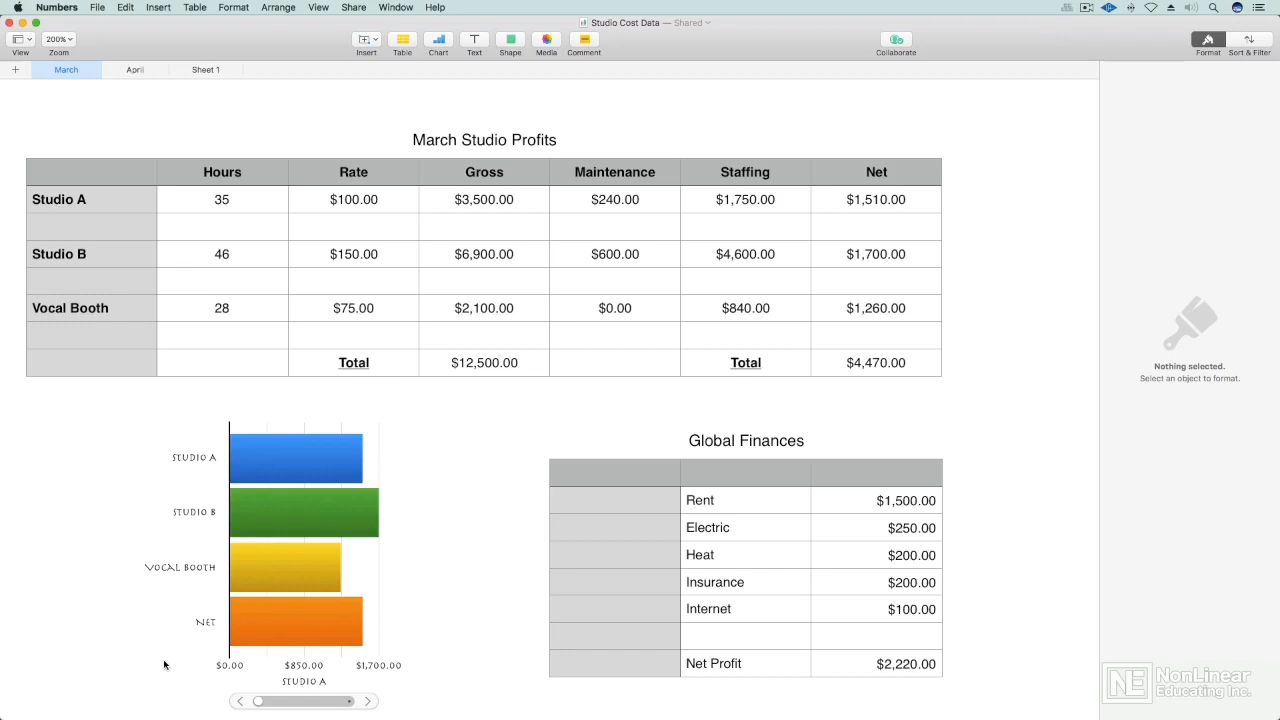 Numbers File Edit Insert Table Format Arrange View Share Window Help
Studio Cost Data — Shared
200%
View Zoom Insert Table Chart Text Shape Media Comment Collaborate Format Sort & Filter
March April Sheet 1
March Studio Profits
Hours Rate Gross Maintenance Staffing Net
Studio A 35 $100.00 $3,500.00 $240.00 $1,750.00 $1,510.00
Studio B 46 $150.00 $6,900.00 $600.00 $4,600.00 $1,700.00
Vocal Booth 28 $75.00 $2,100.00 $0.00 $840.00 $1,260.00
Total $12,500.00 Total $4,470.00
Nothing selected.
Select an object to format.
STUDIO A
STUDIO B
VOCAL BOOTH
NET
$0.00 $850.00 $1,700.00
STUDIO A
Global Finances
Rent $1,500.00
Electric $250.00
Heat $200.00
Insurance $200.00
Internet $100.00
Net Profit $2,220.00
NE NonLinear
Educating Inc.